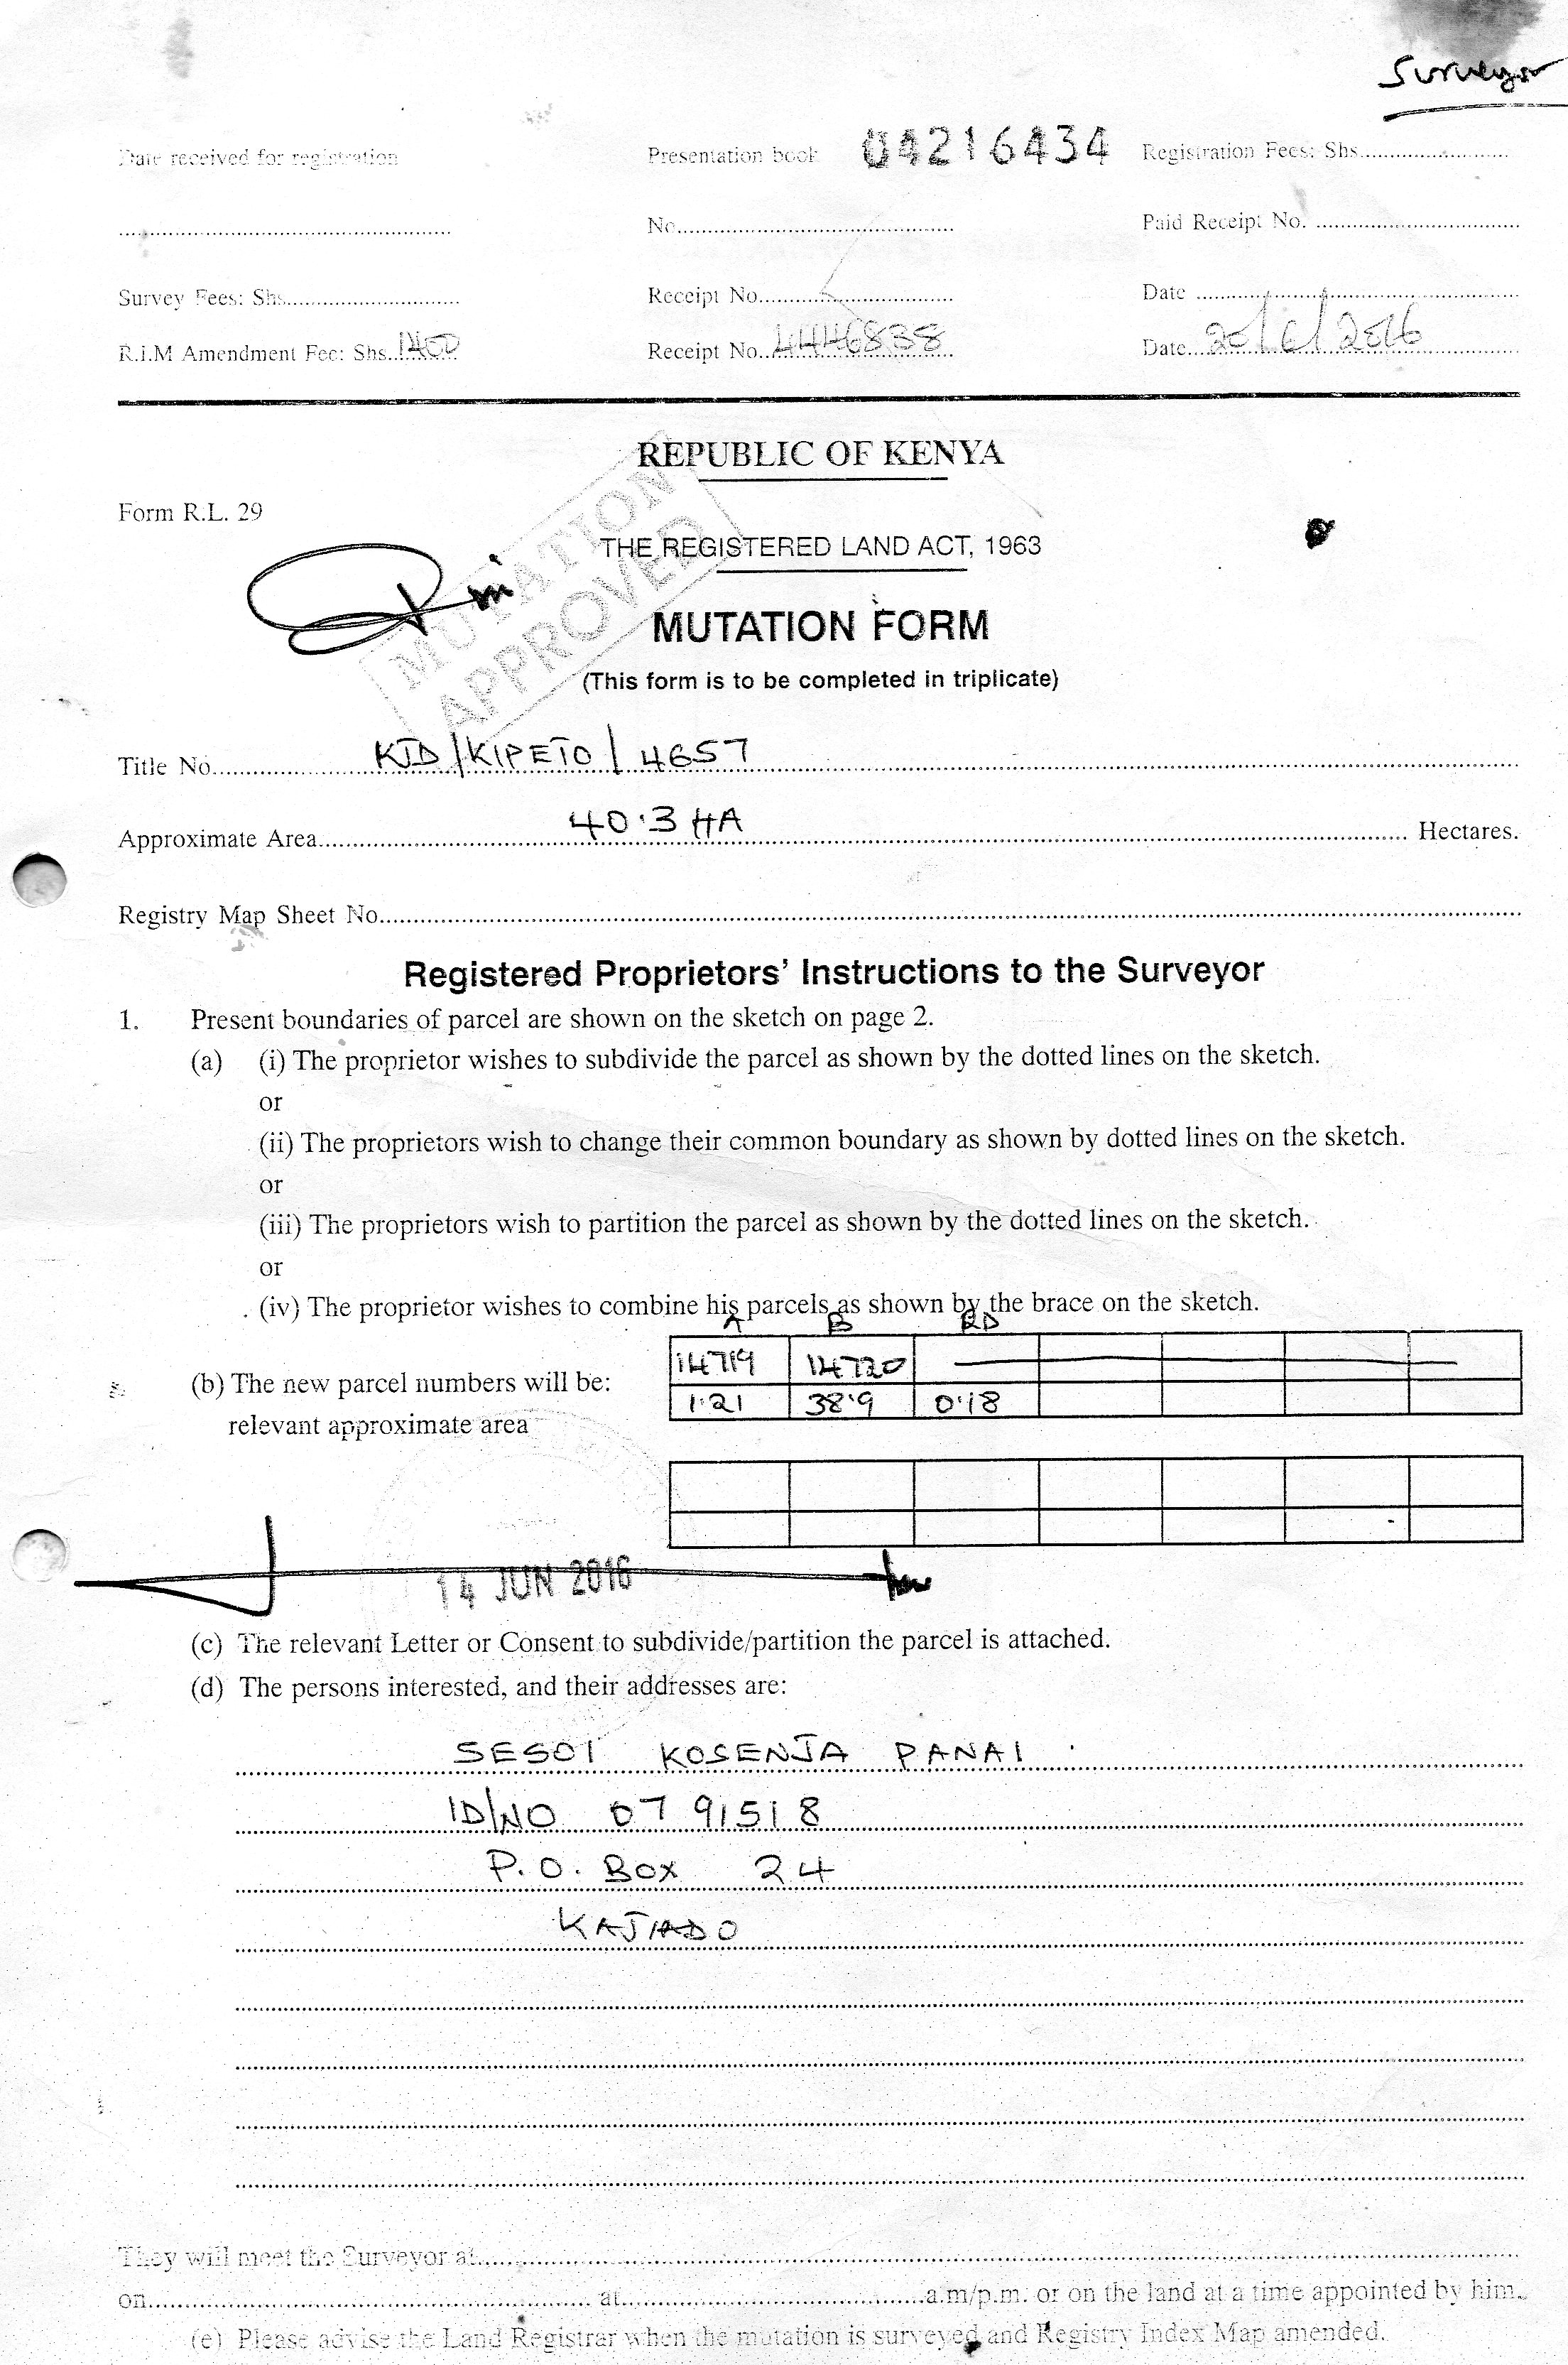 Surveyor
Date received for registration Presentation book 04216434 Registration Fees: Shs.
No. Paid Receipt No.
Survey Fees: Shs. Receipt No. Date
R.I.M Amendment Fee: Shs. 1400 Receipt No. 4446838 Date. 20/6/2016
REPUBLIC OF KENYA
Form R.L. 29
THE REGISTERED LAND ACT, 1963
MUTATION APPROVED
MUTATION FORM
(This form is to be completed in triplicate)
Title No. KJD/KIPETO/4657
Approximate Area. 40.3 HA Hectares.
Registry Map Sheet No.
Registered Proprietors' Instructions to the Surveyor
1. Present boundaries of parcel are shown on the sketch on page 2.
(a) (i) The proprietor wishes to subdivide the parcel as shown by the dotted lines on the sketch.
or
(ii) The proprietors wish to change their common boundary as shown by dotted lines on the sketch.
or
(iii) The proprietors wish to partition the parcel as shown by the dotted lines on the sketch.
or
(iv) The proprietor wishes to combine his parcels as shown by the brace on the sketch.
A B RD
(b) The new parcel numbers will be: 14719 14720
relevant approximate area 1.21 38.9 0.18
14 JUN 2016
(c) The relevant Letter or Consent to subdivide/partition the parcel is attached.
(d) The persons interested, and their addresses are:
SESOI KOSENJA PANAI
ID/NO 0791518
P.O. Box 24
KAJIADO
They will meet the Surveyor at
on at a.m/p.m. or on the land at a time appointed by him.
(e) Please advise the Land Registrar when the mutation is surveyed and Registry Index Map amended.